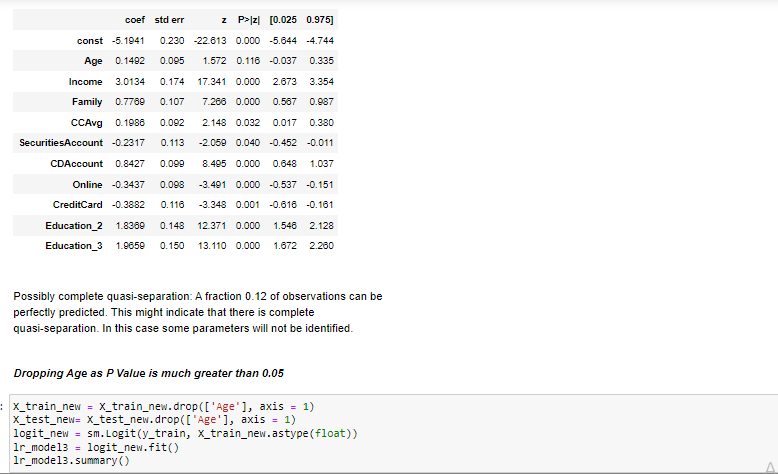 coef std err z P>|z| [0.025 0.975]
const -5.1941 0.230 -22.613 0.000 -5.644 -4.744
Age 0.1492 0.095 1.572 0.116 -0.037 0.335
Income 3.0134 0.174 17.341 0.000 2.673 3.354
Family 0.7769 0.107 7.266 0.000 0.567 0.987
CCAvg 0.1986 0.092 2.148 0.032 0.017 0.380
SecuritiesAccount -0.2317 0.113 -2.059 0.040 -0.452 -0.011
CDAccount 0.8427 0.099 8.495 0.000 0.648 1.037
Online -0.3437 0.098 -3.491 0.000 -0.537 -0.151
CreditCard -0.3882 0.116 -3.348 0.001 -0.616 -0.161
Education_2 1.8369 0.148 12.371 0.000 1.546 2.128
Education_3 1.9659 0.150 13.110 0.000 1.672 2.260
Possibly complete quasi-separation: A fraction 0.12 of observations can be
perfectly predicted. This might indicate that there is complete
quasi-separation. In this case some parameters will not be identified.
Dropping Age as P Value is much greater than 0.05
: X_train_new = X_train_new.drop(['Age'], axis = 1)
X_test_new= X_test_new.drop(['Age'], axis = 1)
logit_new = sm.Logit(y_train, X_train_new.astype(float))
lr_model3 = logit_new.fit()
lr_model3.summary()